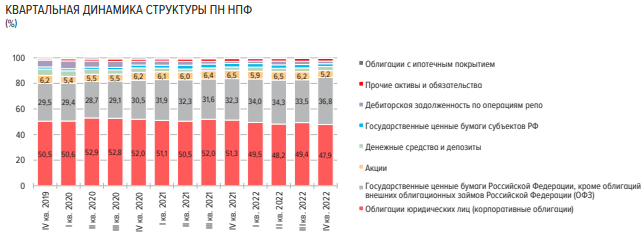 КВАРТАЛЬНАЯ ДИНАМИКА СТРУКТУРЫ ПН НПФ
(%)
100
80
60
40
20
0
6,2 5,4 5,5 5,5 6,2 6,1 6,0 6,4 6,5 5,9 6,5 6,2 5,2
29,5 29,4 28,7 29,1 30,5 31,9 32,3 31,6 32,3 34,0 34,3 33,5 36,8
50,5 50,6 52,9 52,8 52,0 51,1 50,5 52,0 51,3 49,5 48,2 49,4 47,9
IV кв. 2019
I кв. 2020
II кв. 2020
III кв. 2020
IV кв. 2020
I кв. 2021
II кв. 2021
III кв. 2021
IV кв. 2021
I кв. 2022
II кв. 2022
III кв. 2022
IV кв. 2022
Облигации с ипотечным покрытием
Прочие активы и обязательства
Дебиторская задолженность по операциям репо
Государственные ценные бумаги субъектов РФ
Денежные средства и депозиты
Акции
Государственные ценные бумаги Российской Федерации, кроме облигаций
внешних облигационных займов Российской Федерации (ОФЗ)
Облигации юридических лиц (корпоративные облигации)